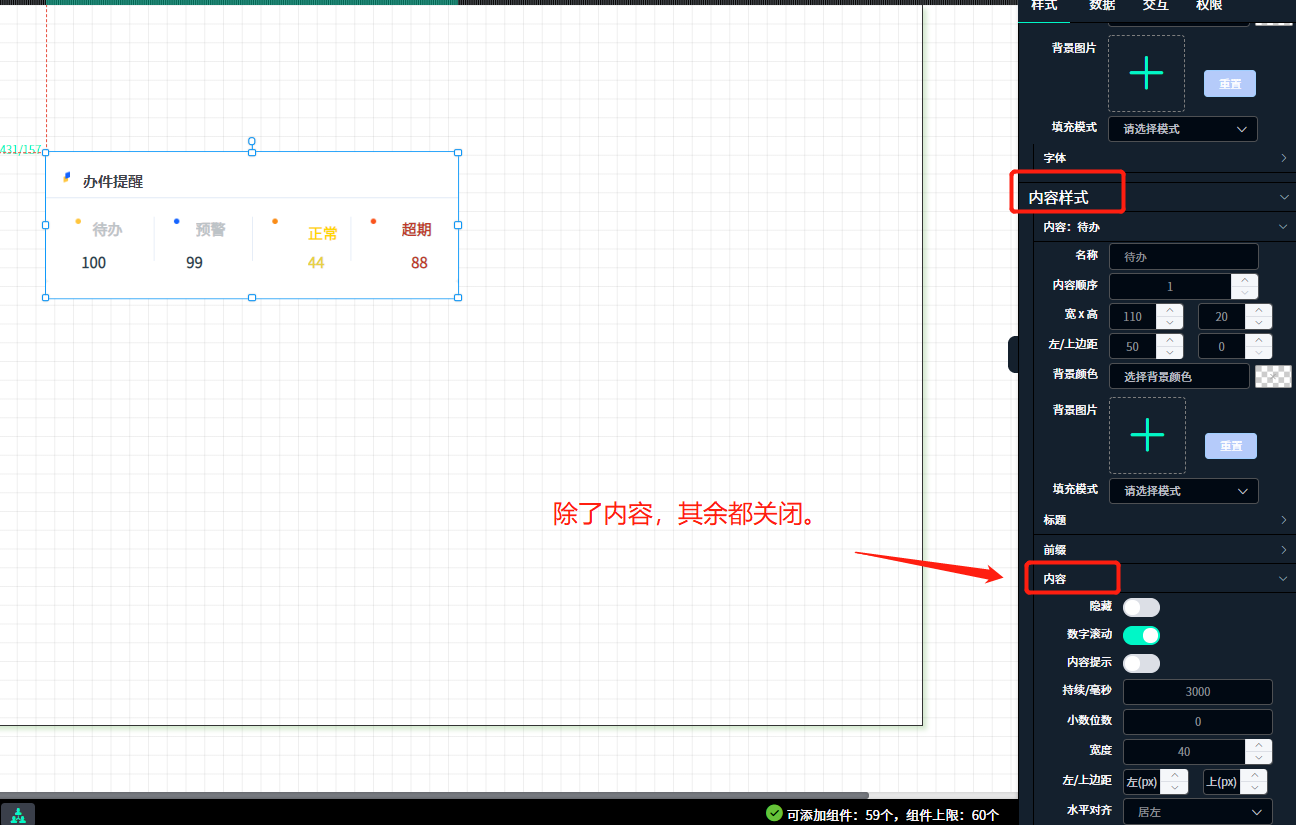 样式 数据 交互 权限
背景图片
重置
填充模式 请选择模式
字体
431/157
办件提醒
待办 预警 正常 超期
100 99 44 88
内容样式
内容：待办
名称 待办
内容顺序 1
宽 x 高 110 20
左/上边距 50 0
背景颜色 选择背景颜色
背景图片
重置
填充模式 请选择模式
标题
前缀
除了内容，其余都关闭。
内容
隐藏
数字滚动
内容提示
持续/毫秒 3000
小数位数 0
宽度 40
左/上边距 左(px) 上(px)
水平对齐 居左
可添加组件：59个，组件上限：60个